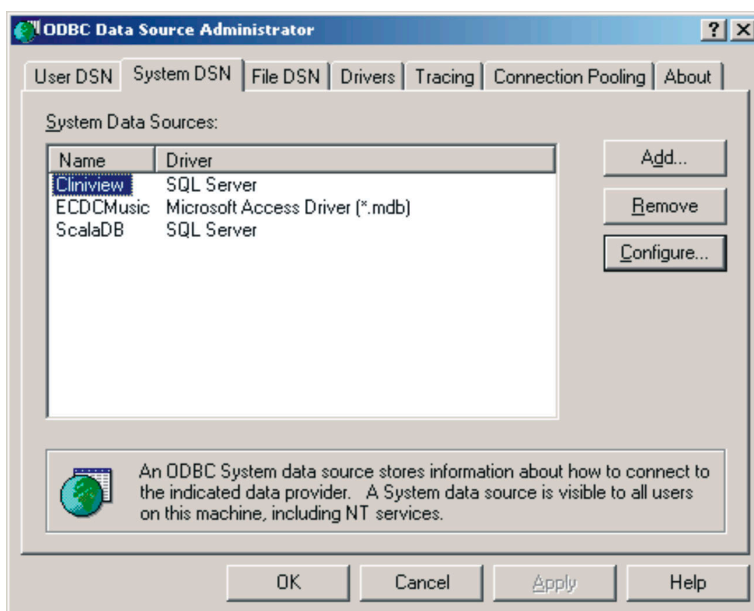 ODBC Data Source Administrator
User DSN System DSN File DSN Drivers Tracing Connection Pooling About
System Data Sources:
Name Driver
Cliniview SQL Server
ECDCMusic Microsoft Access Driver (*.mdb)
ScalaDB SQL Server
Add...
Remove
Configure...
An ODBC System data source stores information about how to connect to
the indicated data provider. A System data source is visible to all users
on this machine, including NT services.
OK Cancel Apply Help